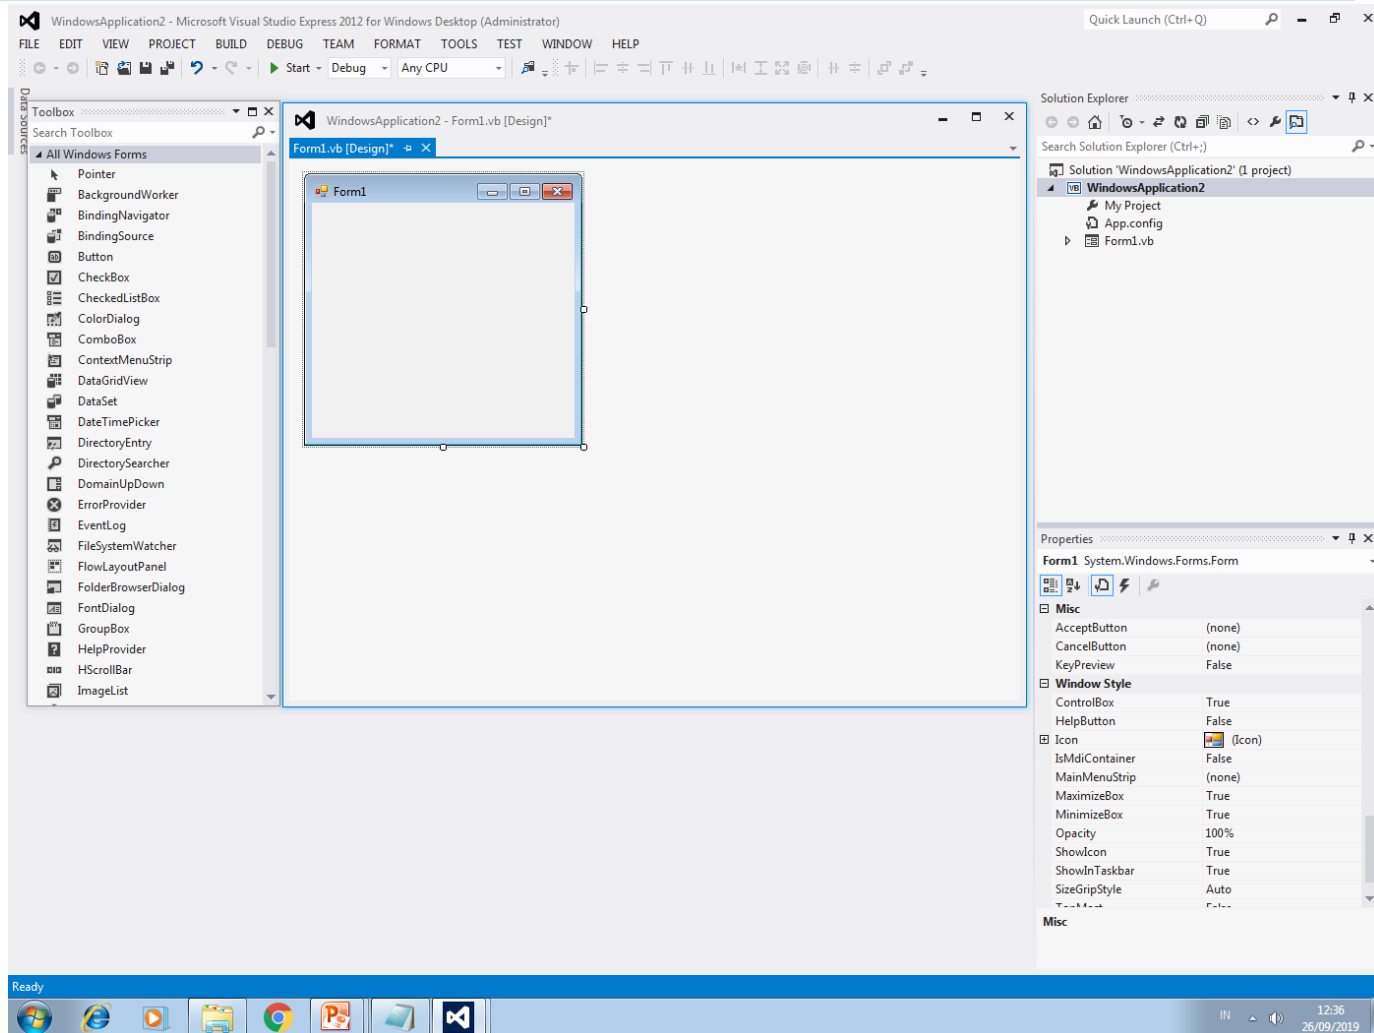 WindowsApplication2 - Microsoft Visual Studio Express 2012 for Windows Desktop (Administrator)
Quick Launch (Ctrl+Q)
FILE EDIT VIEW PROJECT BUILD DEBUG TEAM FORMAT TOOLS TEST WINDOW HELP
Start Debug Any CPU
Data Sources
Toolbox
Search Toolbox
All Windows Forms
Pointer
BackgroundWorker
BindingNavigator
BindingSource
Button
CheckBox
CheckedListBox
ColorDialog
ComboBox
ContextMenuStrip
DataGridView
DataSet
DateTimePicker
DirectoryEntry
DirectorySearcher
DomainUpDown
ErrorProvider
EventLog
FileSystemWatcher
FlowLayoutPanel
FolderBrowserDialog
FontDialog
GroupBox
HelpProvider
HScrollBar
ImageList
WindowsApplication2 - Form1.vb [Design]*
Form1.vb [Design]*
Form1
Solution Explorer
Search Solution Explorer (Ctrl+;)
Solution 'WindowsApplication2' (1 project)
WindowsApplication2
My Project
App.config
Form1.vb
Properties
Form1 System.Windows.Forms.Form
Misc
AcceptButton (none)
CancelButton (none)
KeyPreview False
Window Style
ControlBox True
HelpButton False
Icon (Icon)
IsMdiContainer False
MainMenuStrip (none)
MaximizeBox True
MinimizeBox True
Opacity 100%
ShowIcon True
ShowInTaskbar True
SizeGripStyle Auto
TopMost False
Misc
Ready
IN
12:36
26/09/2019